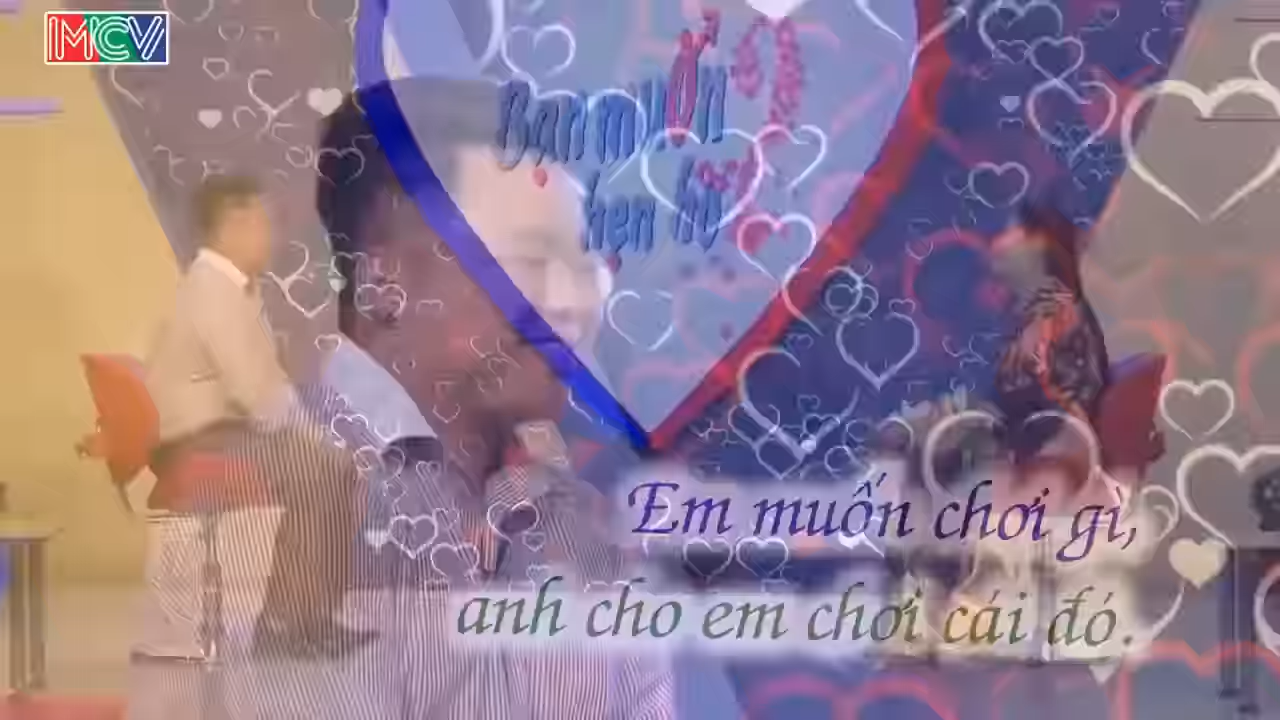 MCV
Bạn muốn
hẹn hò
Em muốn chơi gì,
anh cho em chơi cái đó.